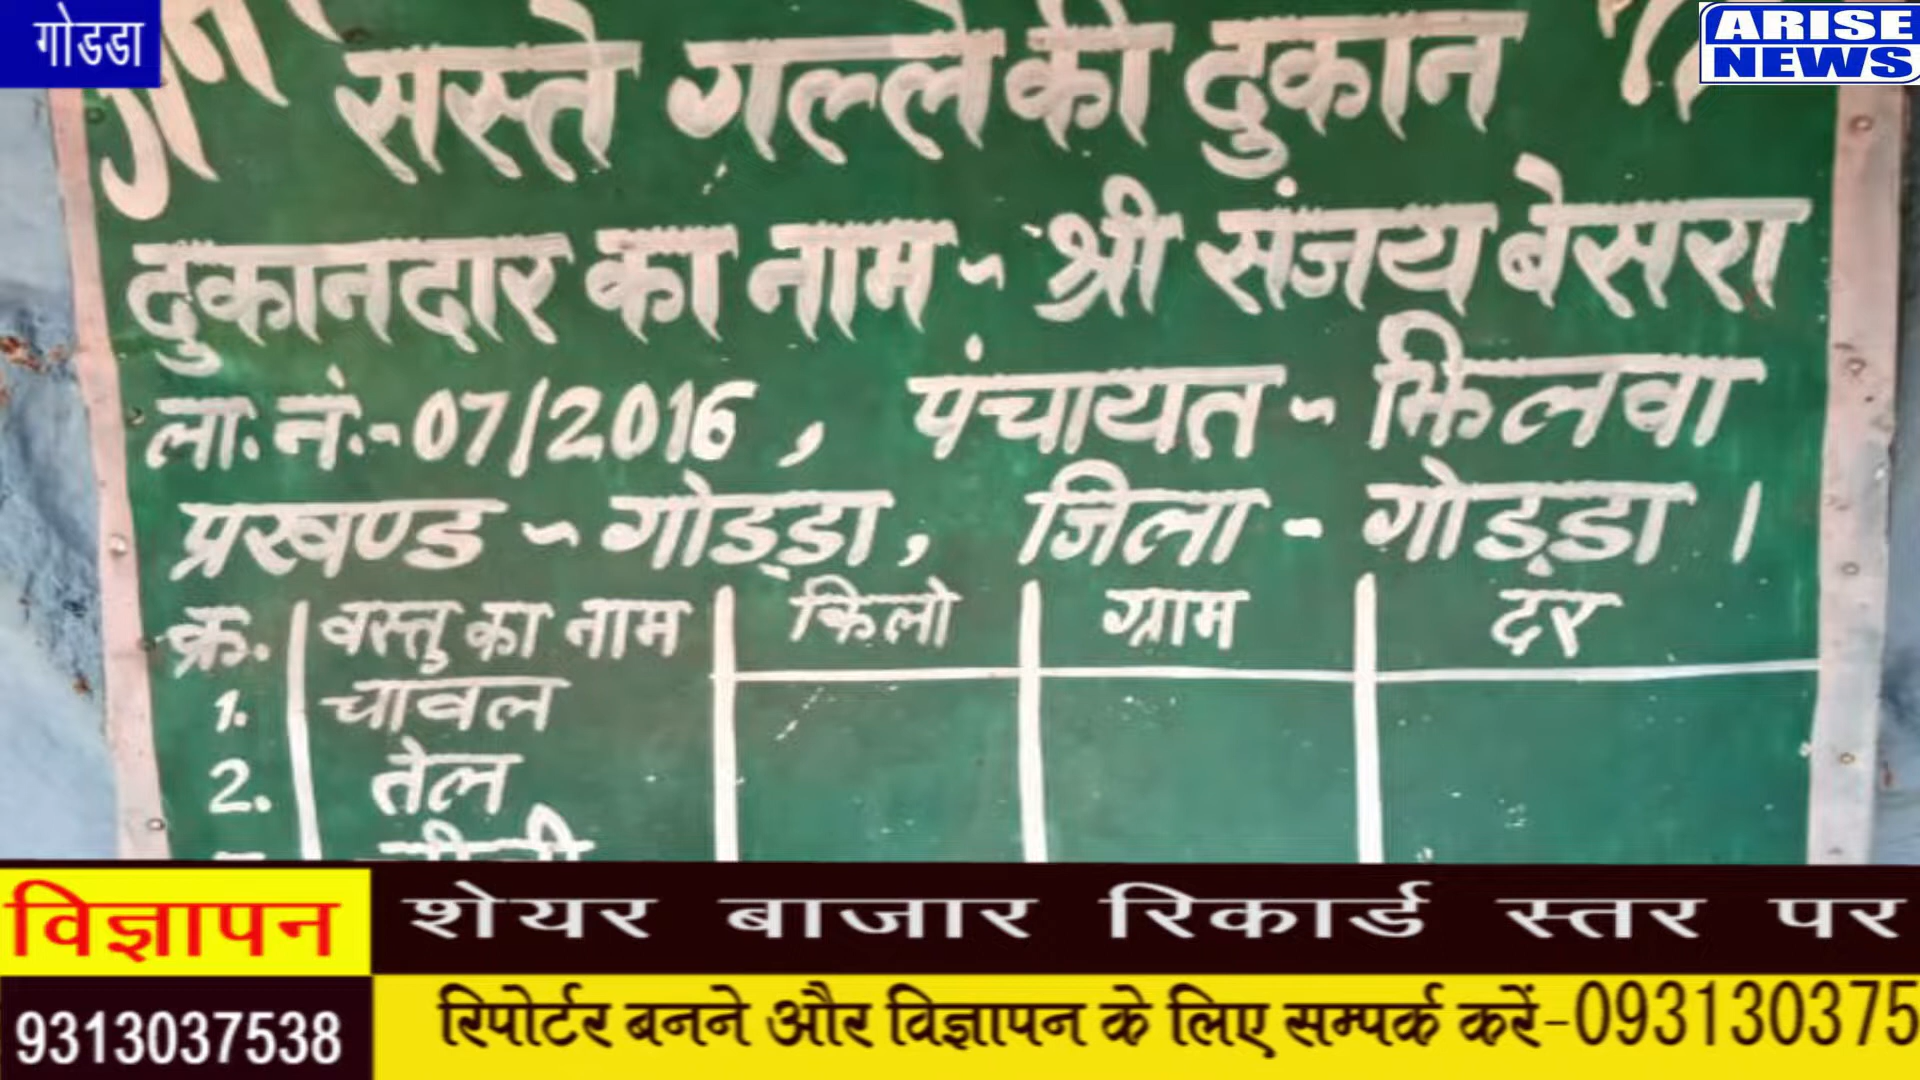 गोडडा
ARISE
NEWS
सस्ते गल्ले की दुकान
दुकानदार का नाम - श्री संजय बेसरा
ला. नं.- 07/2016, पंचायत - झिलवा
प्रखण्ड - गोड्डा, जिला - गोड्डा ।
क्र. वस्तु का नाम किलो ग्राम दर
1. चावल
2. तेल
विज्ञापन शेयर बाजार रिकार्ड स्तर पर
9313037538 रिपोर्टर बनने और विज्ञापन के लिए सम्पर्क करें-093130375